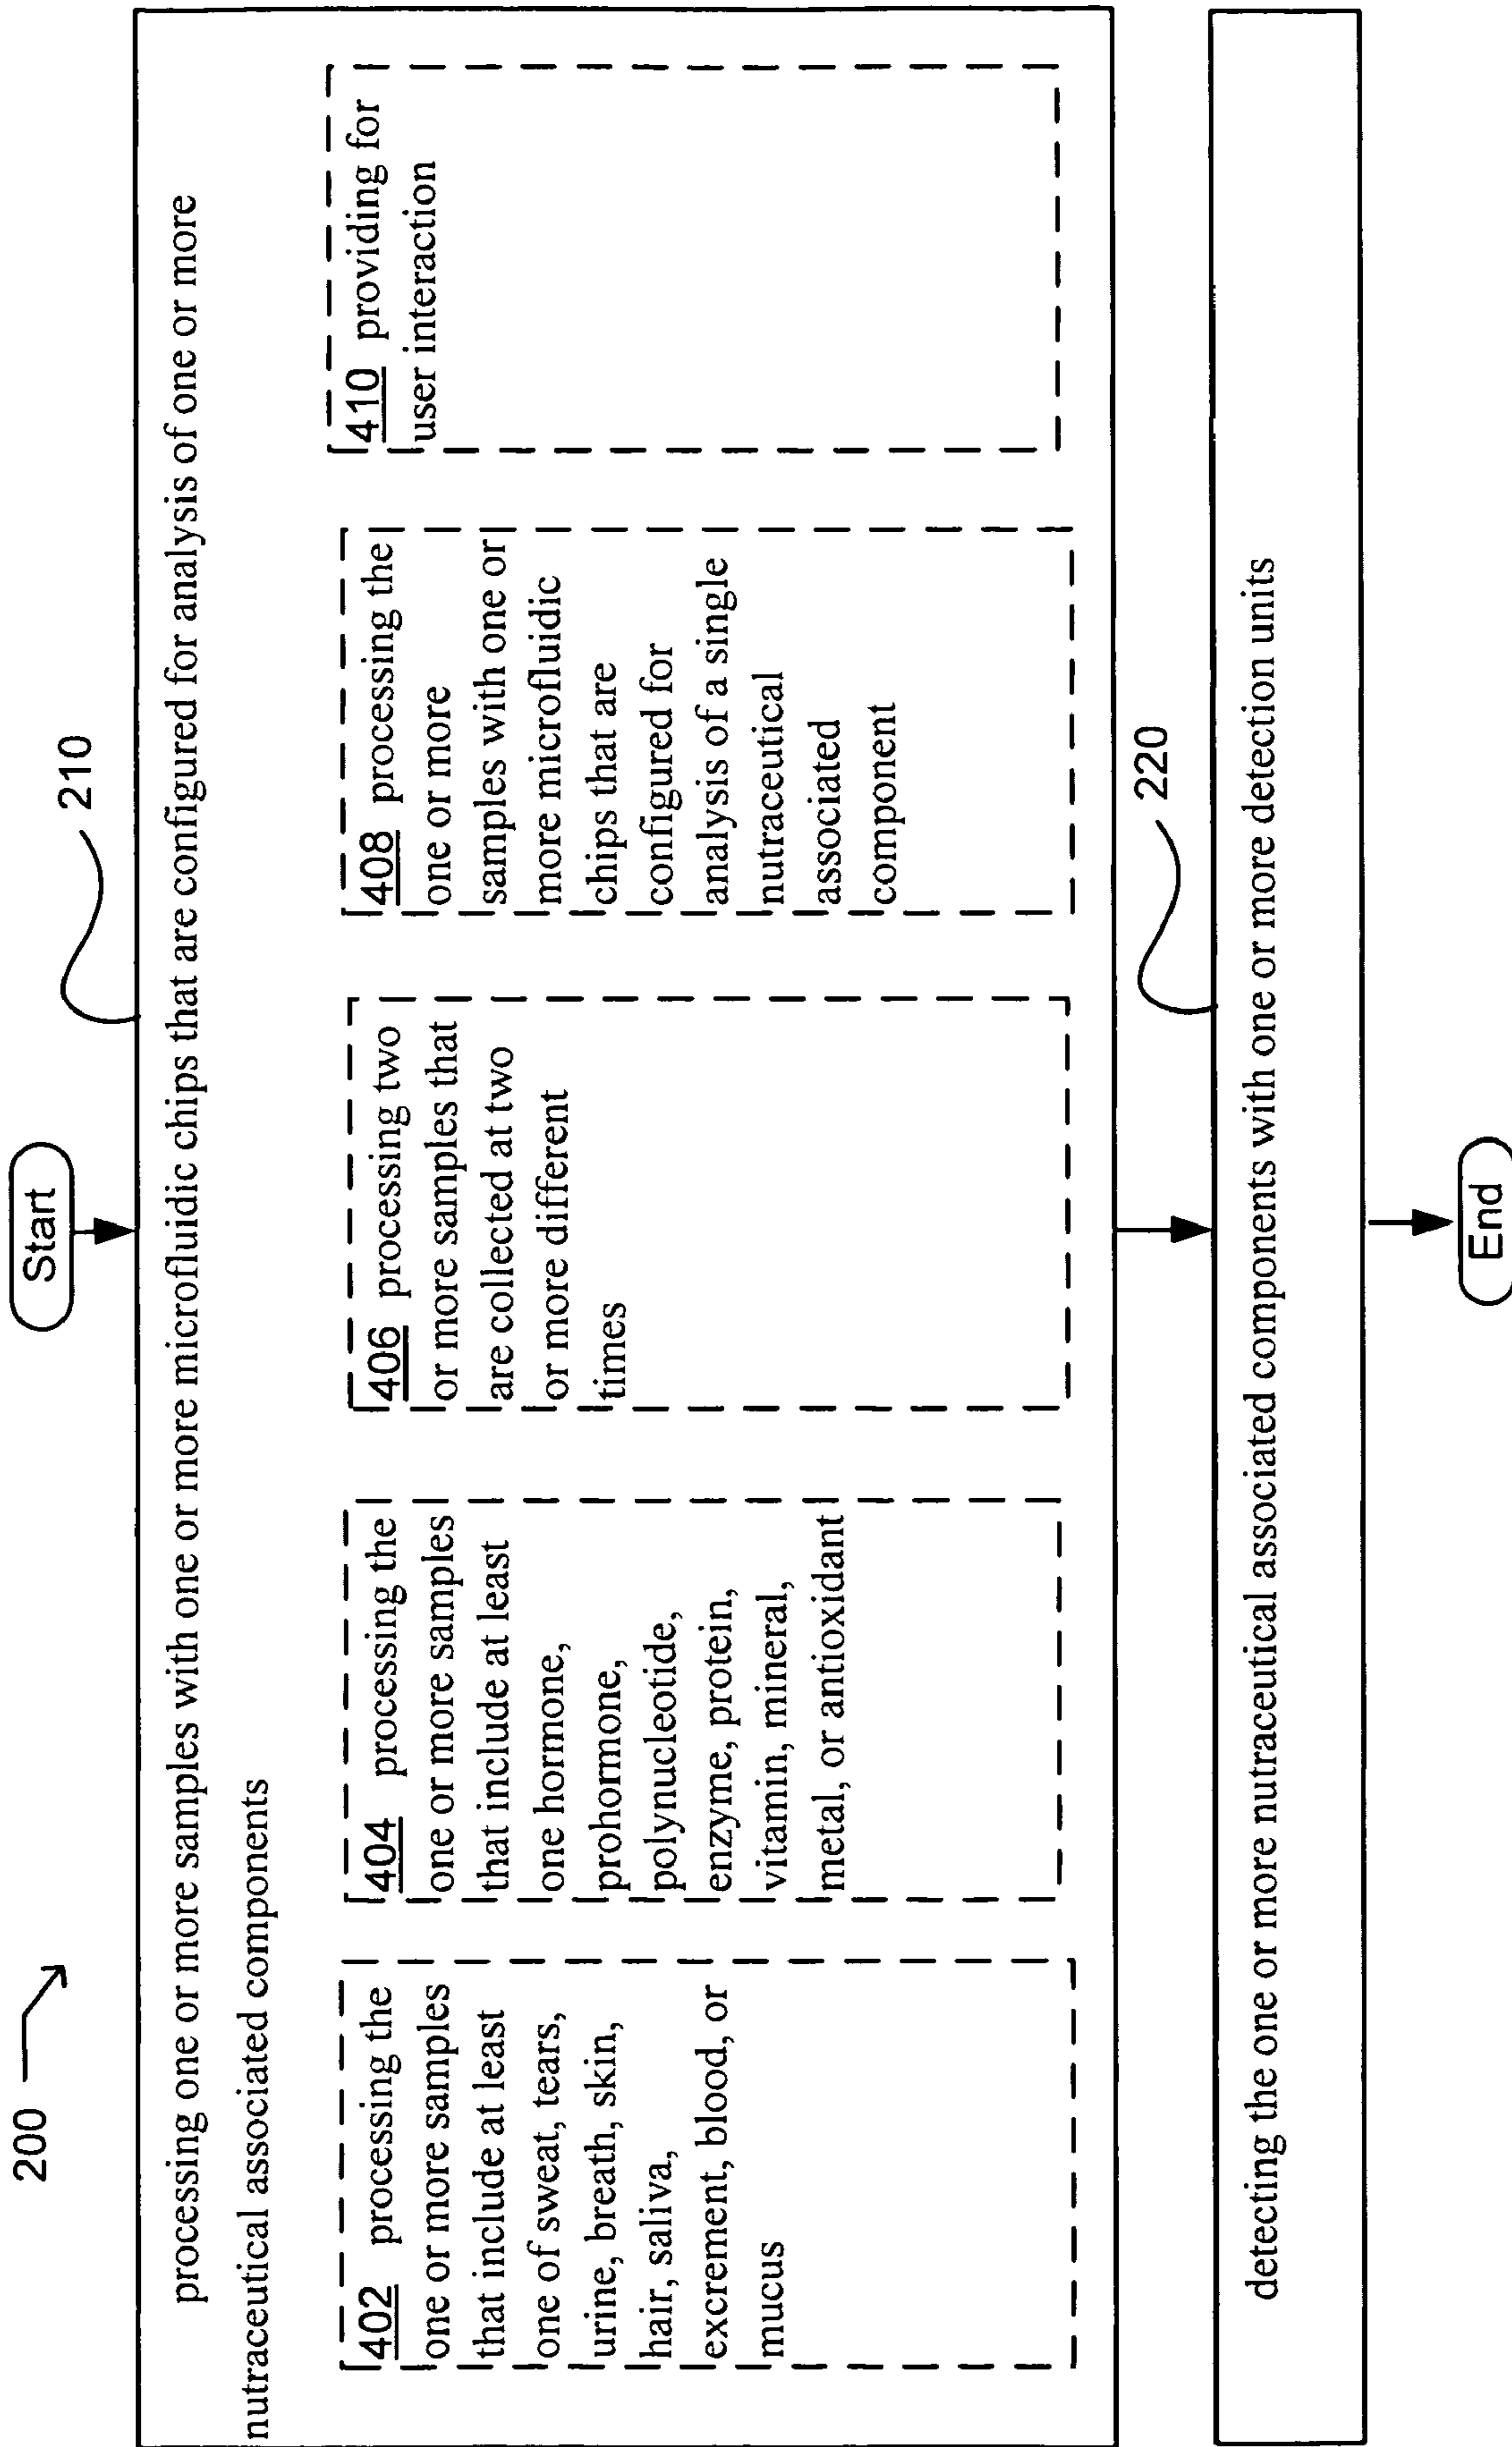 200
Start
210
processing one or more samples with one or more microfluidic chips that are configured for analysis of one or more
nutraceutical associated components
402 processing the
one or more samples
that include at least
one of sweat, tears,
urine, breath, skin,
hair, saliva,
excrement, blood, or
mucus
404 processing the
one or more samples
that include at least
one hormone,
prohormone,
polynucleotide,
enzyme, protein,
vitamin, mineral,
metal, or antioxidant
406 processing two
or more samples that
are collected at two
or more different
times
408 processing the
one or more
samples with one or
more microfluidic
chips that are
configured for
analysis of a single
nutraceutical
associated
component
410 providing for
user interaction
220
detecting the one or more nutraceutical associated components with one or more detection units
End